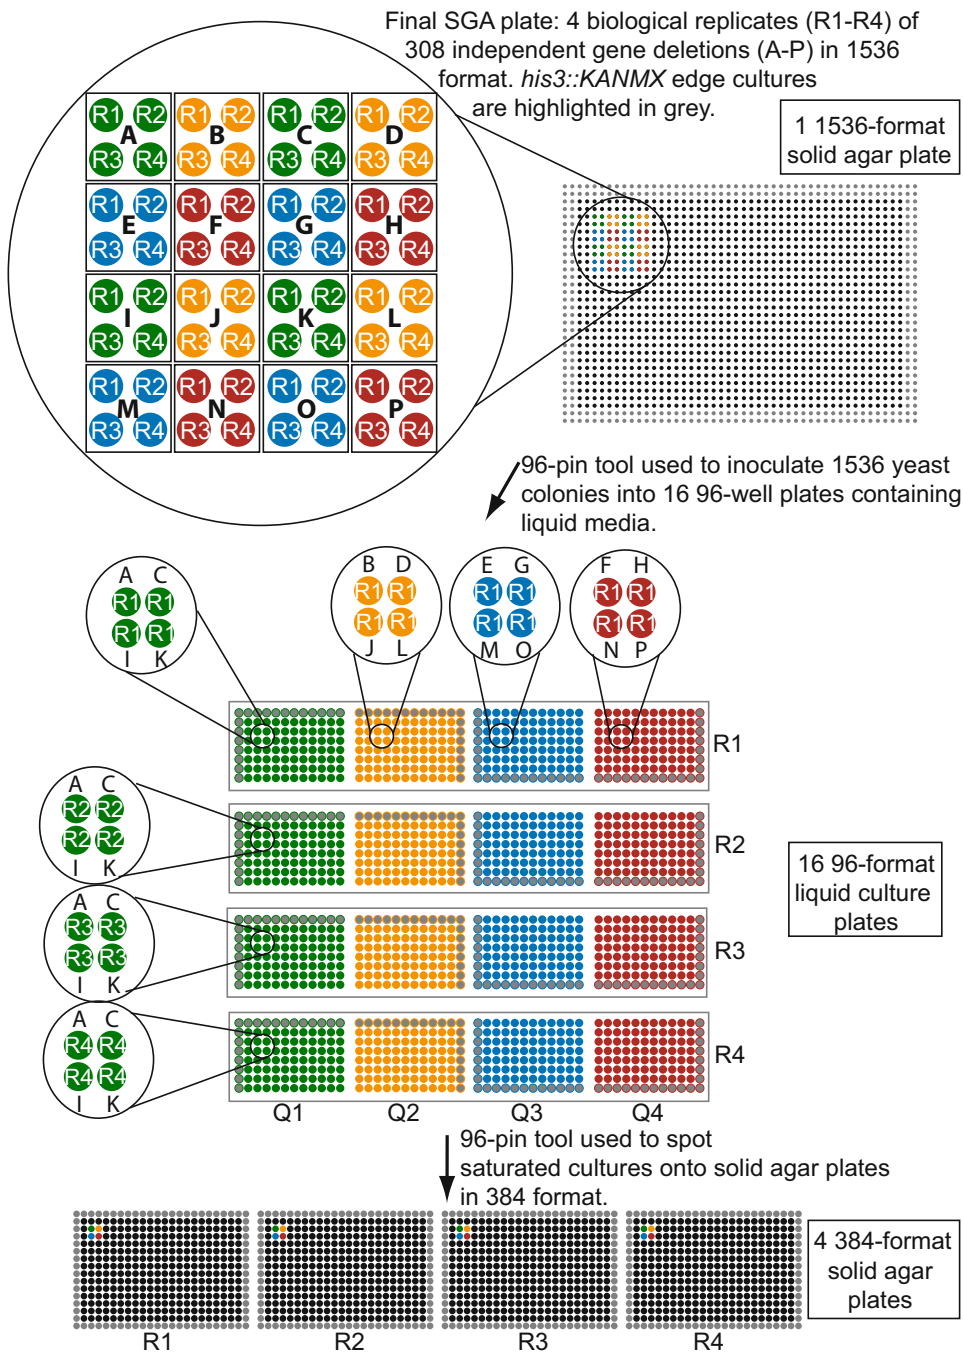 Final SGA plate: 4 biological replicates (R1-R4) of
308 independent gene deletions (A-P) in 1536
format. his3::KANMX edge cultures
are highlighted in grey.
1 1536-format
solid agar plate
R1 R2 R1 R2 R1 R2 R1 R2
A B C D
R3 R4 R3 R4 R3 R4 R3 R4
R1 R2 R1 R2 R1 R2 R1 R2
E F G H
R3 R4 R3 R4 R3 R4 R3 R4
R1 R2 R1 R2 R1 R2 R1 R2
I J K L
R3 R4 R3 R4 R3 R4 R3 R4
R1 R2 R1 R2 R1 R2 R1 R2
M N O P
R3 R4 R3 R4 R3 R4 R3 R4
96-pin tool used to inoculate 1536 yeast
colonies into 16 96-well plates containing
liquid media.
A C
R1 R1
R1 R1
I K
B D
R1 R1
R1 R1
J L
E G
R1 R1
R1 R1
M O
F H
R1 R1
R1 R1
N P
R1
A C
R2 R2
R2 R2
I K
R2
A C
R3 R3
R3 R3
I K
R3
A C
R4 R4
R4 R4
I K
R4
16 96-format
liquid culture
plates
Q1 Q2 Q3 Q4
96-pin tool used to spot
saturated cultures onto solid agar plates
in 384 format.
4 384-format
solid agar
plates
R1 R2 R3 R4